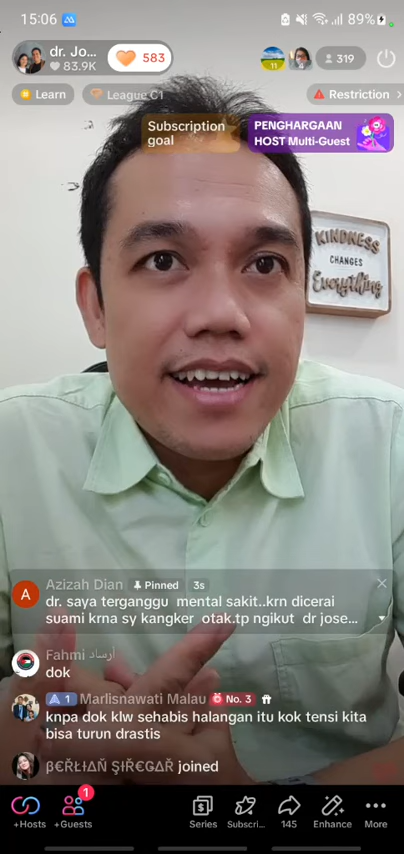 15:06
89%
dr. Jo...
83.9K
583
11
319
Learn
League C1
Restriction
Subscription
goal
PENGHARGAAN
HOST Multi-Guest
KINDNESS
CHANGES
Everything
A
Azizah Dian
Pinned
3s
dr. saya terganggu mental sakit..krn dicerai
suami krna sy kangker otak.tp ngikut dr jose...
Fahmi ارساد
dok
1
Marlisnawati Malau
No. 3
knpa dok klw sehabis halangan itu kok tensi kita
bisa turun drastis
βЄŘŁƗΔŇ ŞƗŘЄǤΔŘ joined
1
+Hosts
+Guests
Series
Subscri...
145
Enhance
More